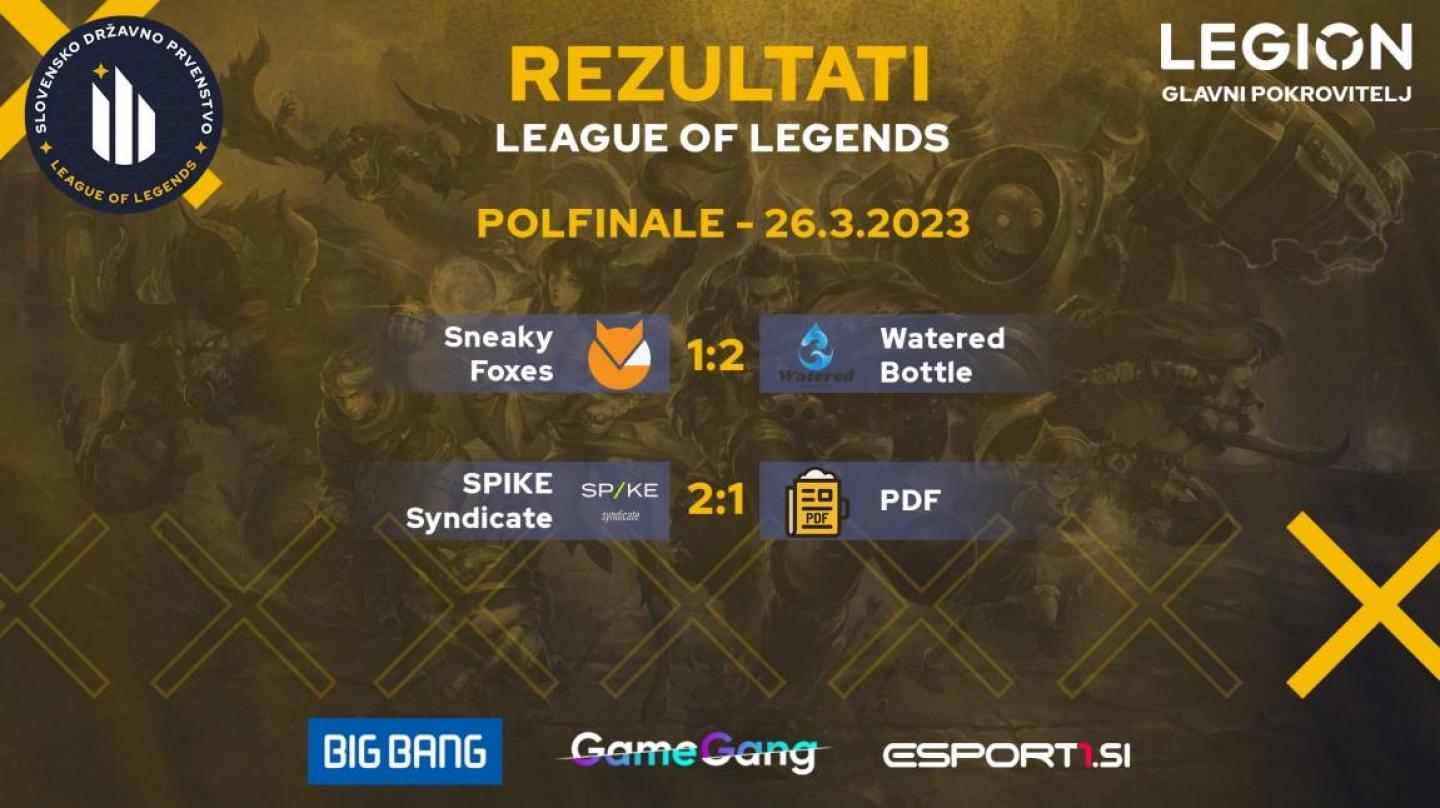 SLOVENSKO DRŽAVNO PRVENSTVO
LEAGUE OF LEGENDS
REZULTATI
LEAGUE OF LEGENDS
LEGION
GLAVNI POKROVITELJ
POLFINALE - 26.3.2023
Sneaky
Foxes
1:2
Watered
Watered
Bottle
SPIKE
Syndicate
SP/KE
syndicate
2:1
PDF
PDF
BIG BANG
GameGang
ESPORT1.SI